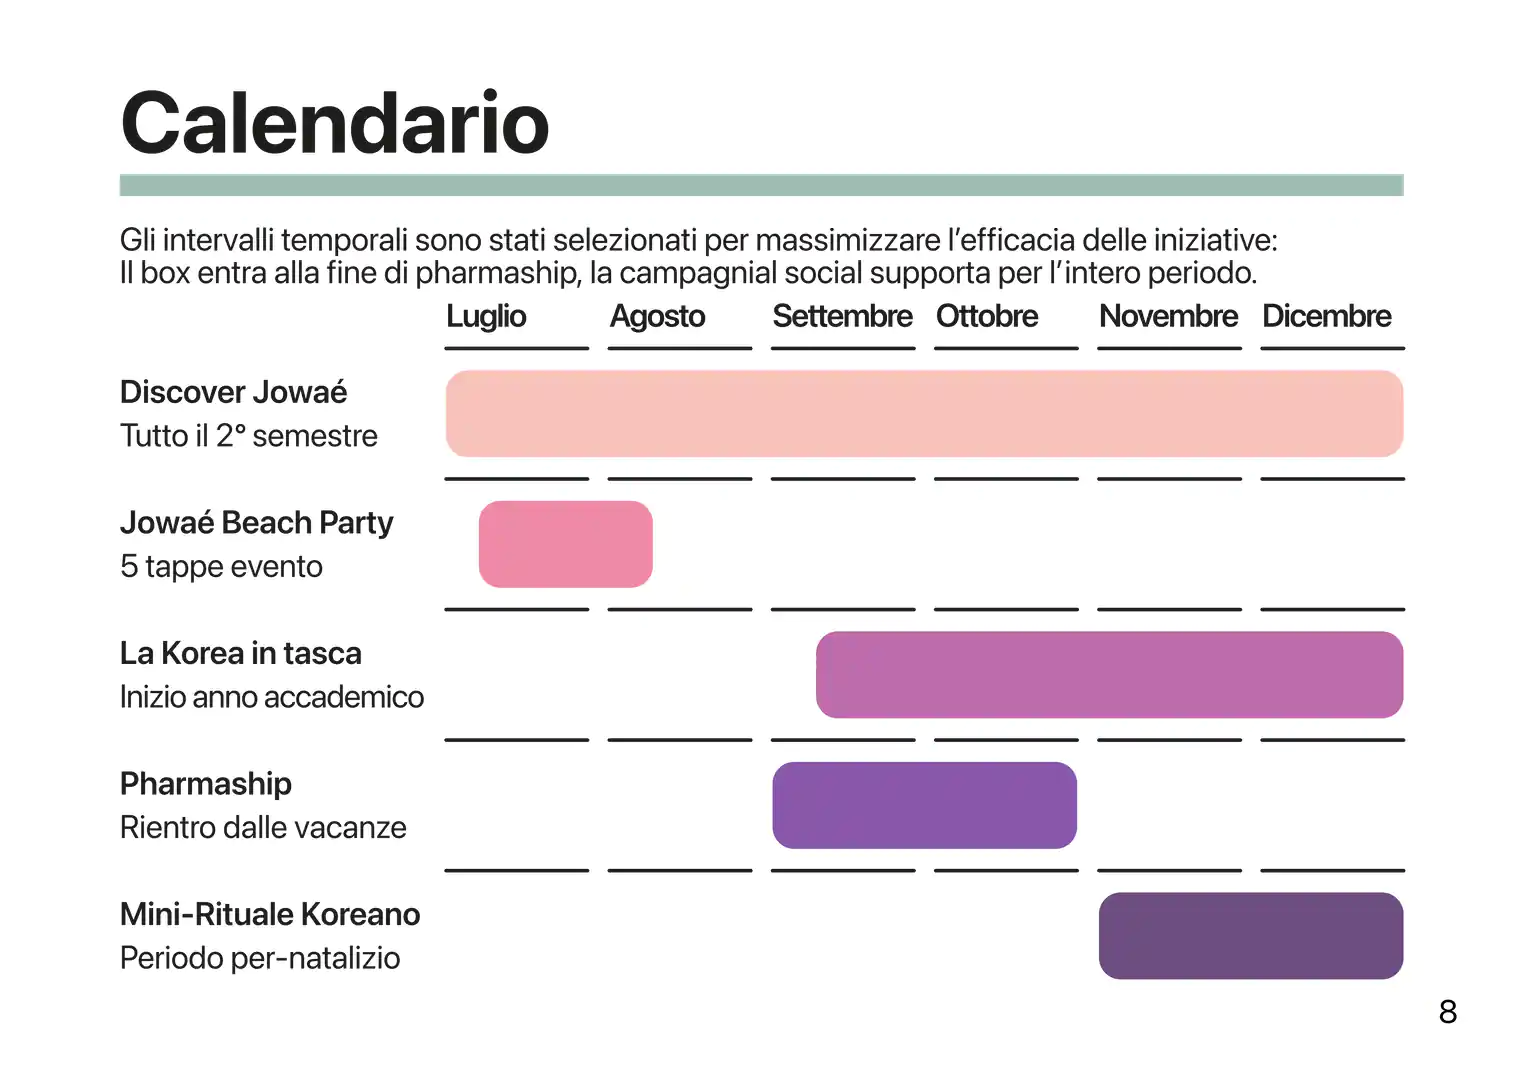 Calendario
Gli intervalli temporali sono stati selezionati per massimizzare l’efficacia delle iniziative:
Il box entra alla fine di pharmaship, la campagnial social supporta per l’intero periodo.
Luglio Agosto Settembre Ottobre Novembre Dicembre
Discover Jowaé
Tutto il 2° semestre
Jowaé Beach Party
5 tappe evento
La Korea in tasca
Inizio anno accademico
Pharmaship
Rientro dalle vacanze
Mini-Rituale Koreano
Periodo per-natalizio
8